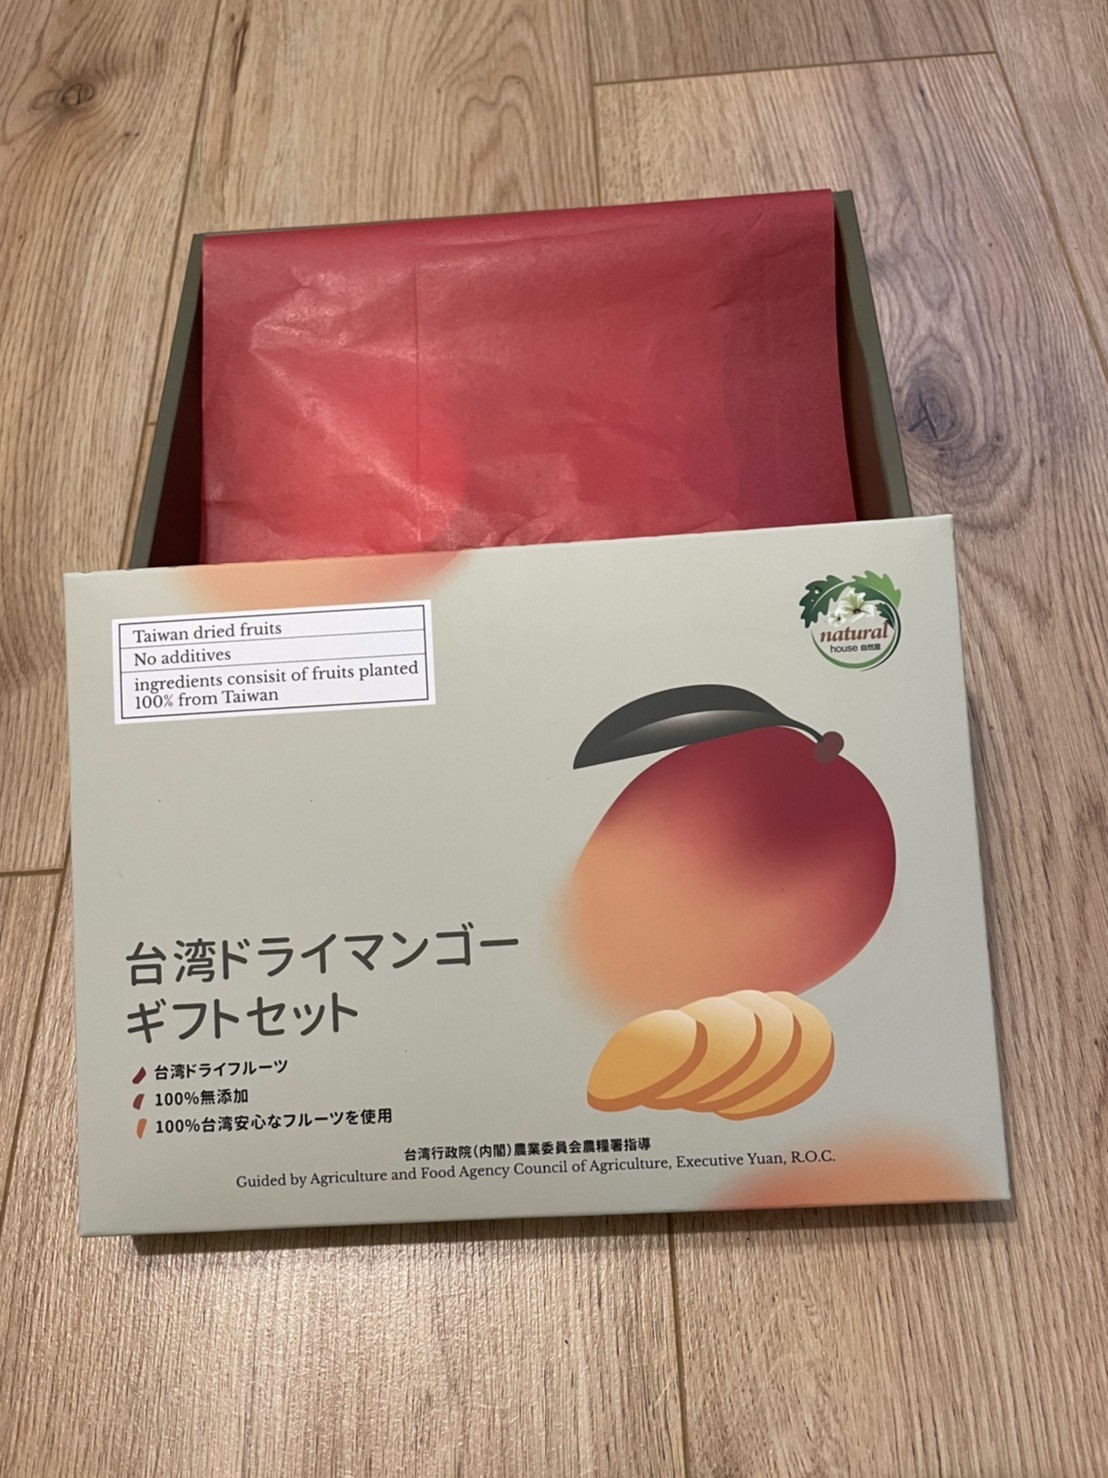 Taiwan dried fruits
No additives
ingredients consisit of fruits planted
100% from Taiwan
natural
house 自然屋
台湾ドライマンゴー
ギフトセット
台湾ドライフルーツ
100%無添加
100%台湾安心なフルーツを使用
台湾行政院(内閣)農業委員会農糧署指導
Guided by Agriculture and Food Agency Council of Agriculture, Executive Yuan, R.O.C.